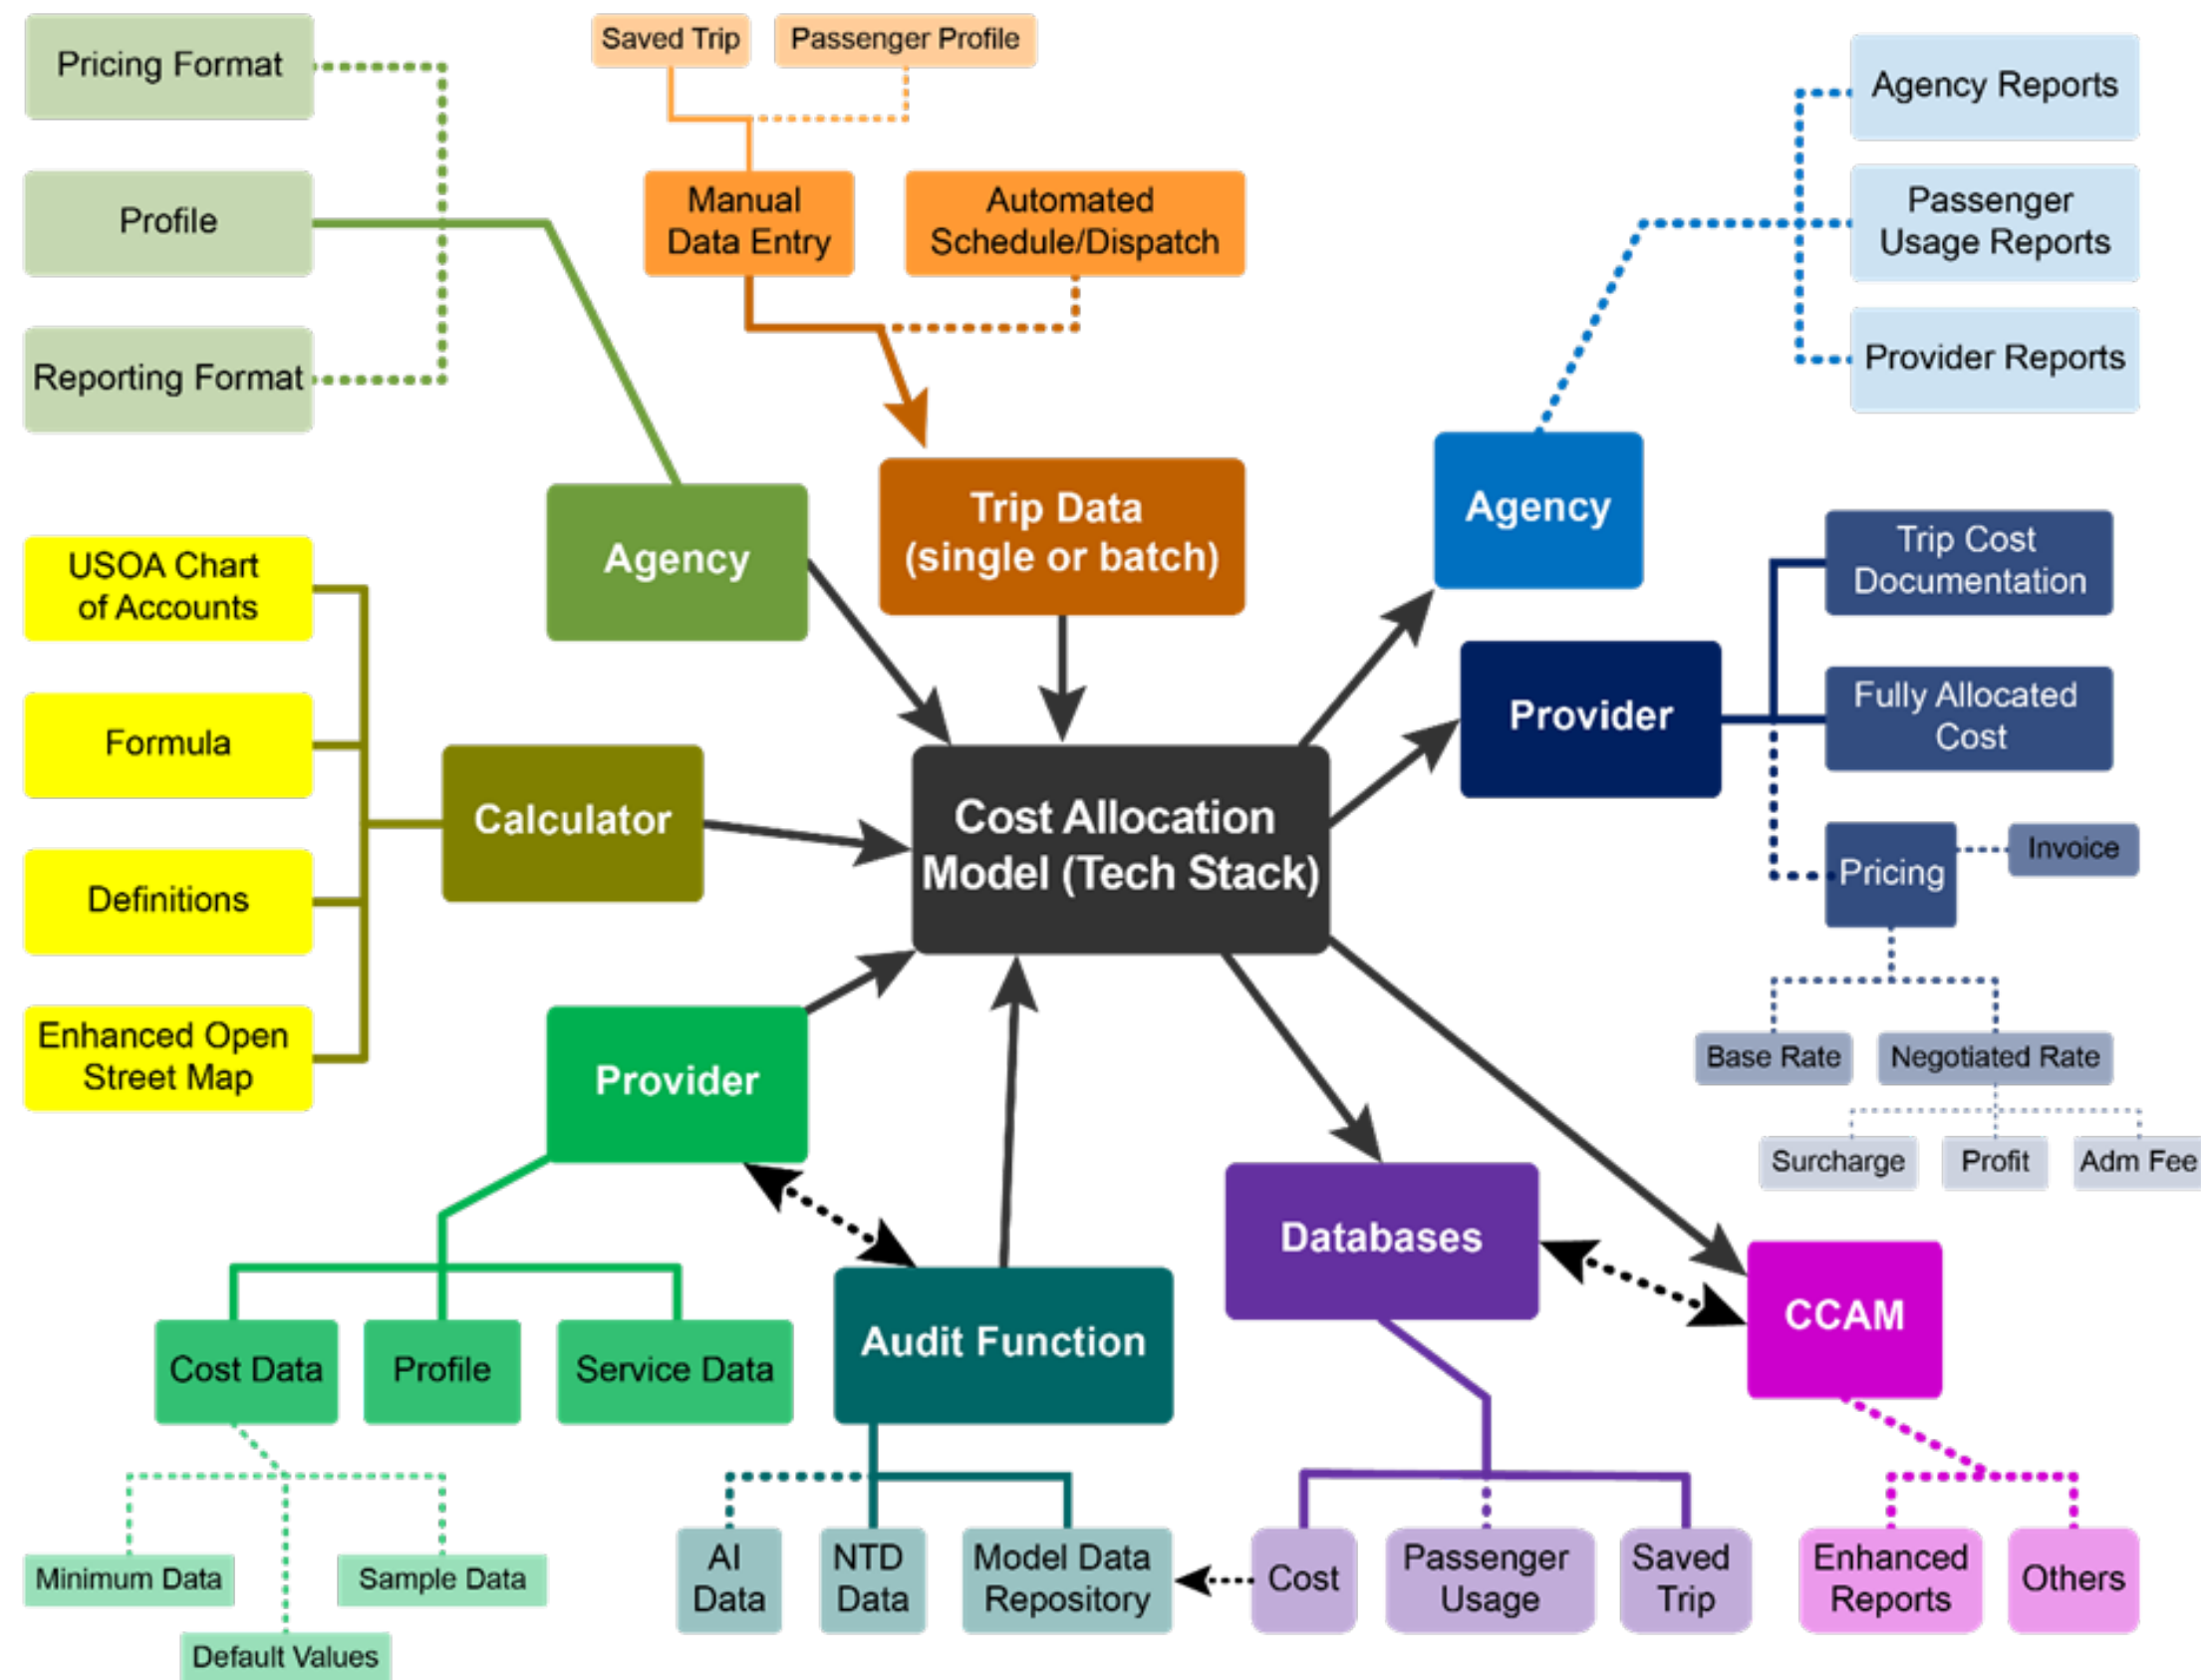 Saved Trip
Passenger Profile
Pricing Format
Profile
Reporting Format
Manual
Data Entry
Automated
Schedule/Dispatch
Agency Reports
Passenger
Usage Reports
Provider Reports
Agency
Trip Data
(single or batch)
Agency
Trip Cost
Documentation
Provider
Fully Allocated
Cost
Pricing
Invoice
Base Rate
Negotiated Rate
Surcharge
Profit
Adm Fee
USOA Chart
of Accounts
Formula
Definitions
Enhanced Open
Street Map
Calculator
Cost Allocation
Model (Tech Stack)
Provider
Cost Data
Profile
Service Data
Minimum Data
Sample Data
Default Values
Audit Function
AI
Data
NTD
Data
Model Data
Repository
Databases
Cost
Passenger
Usage
Saved
Trip
CCAM
Enhanced
Reports
Others